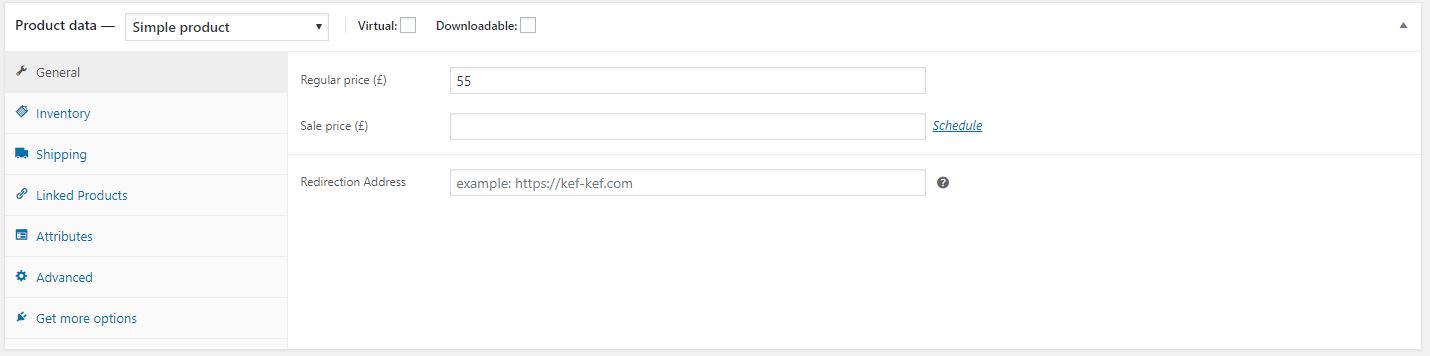 Product data — Simple product Virtual: Downloadable:
General
Inventory
Shipping
Linked Products
Attributes
Advanced
Get more options
Regular price (£) 55
Sale price (£) Schedule
Redirection Address example: https://kef-kef.com